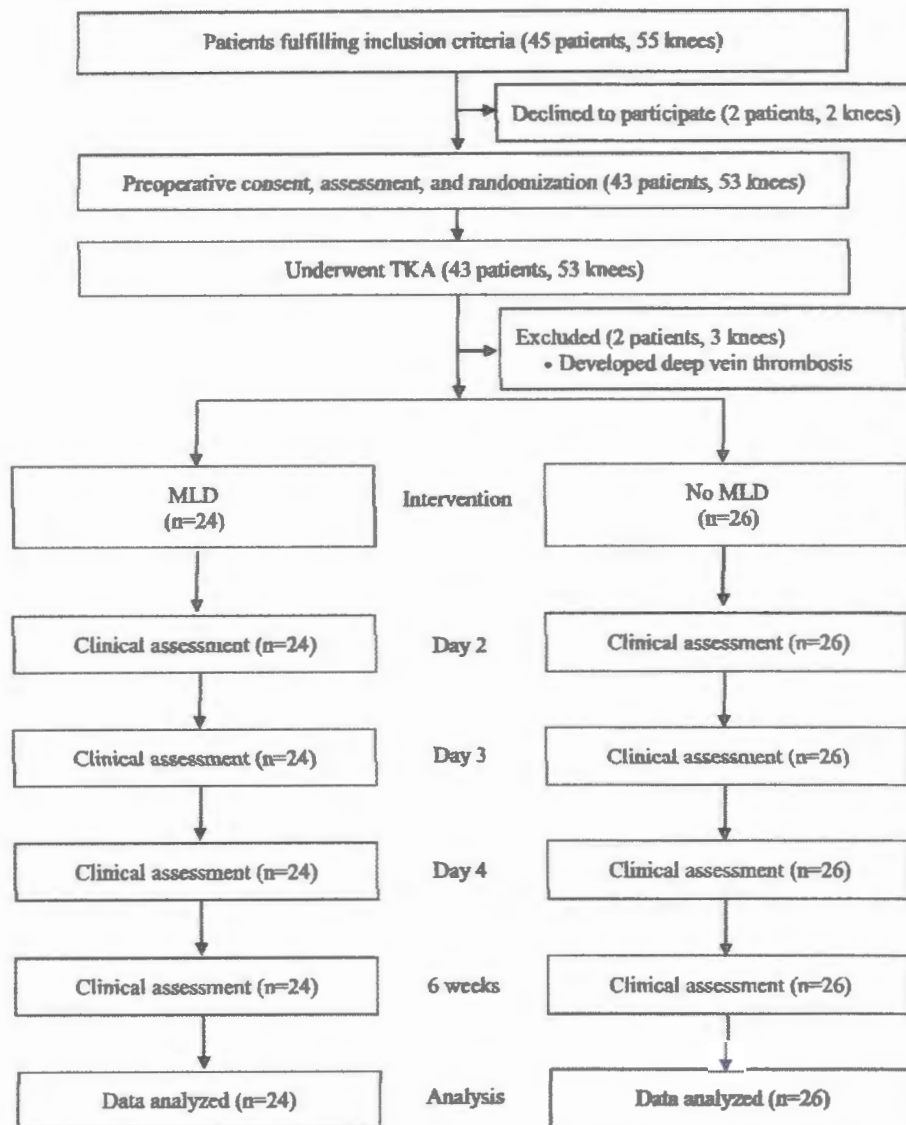 Patients fulfilling inclusion criteria (45 patients, 55 knees)
Declined to participate (2 patients, 2 knees)
Preoperative consent, assessment, and randomization (43 patients, 53 knees)
Underwent TKA (43 patients, 53 knees)
Excluded (2 patients, 3 knees)
• Developed deep vein thrombosis
MLD
(n=24)
Intervention
No MLD
(n=26)
Clinical assessment (n=24)
Day 2
Clinical assessment (n=26)
Clinical assessment (n=24)
Day 3
Clinical assessment (n=26)
Clinical assessment (n=24)
Day 4
Clinical assessment (n=26)
Clinical assessment (n=24)
6 weeks
Clinical assessment (n=26)
Data analyzed (n=24)
Analysis
Data analyzed (n=26)